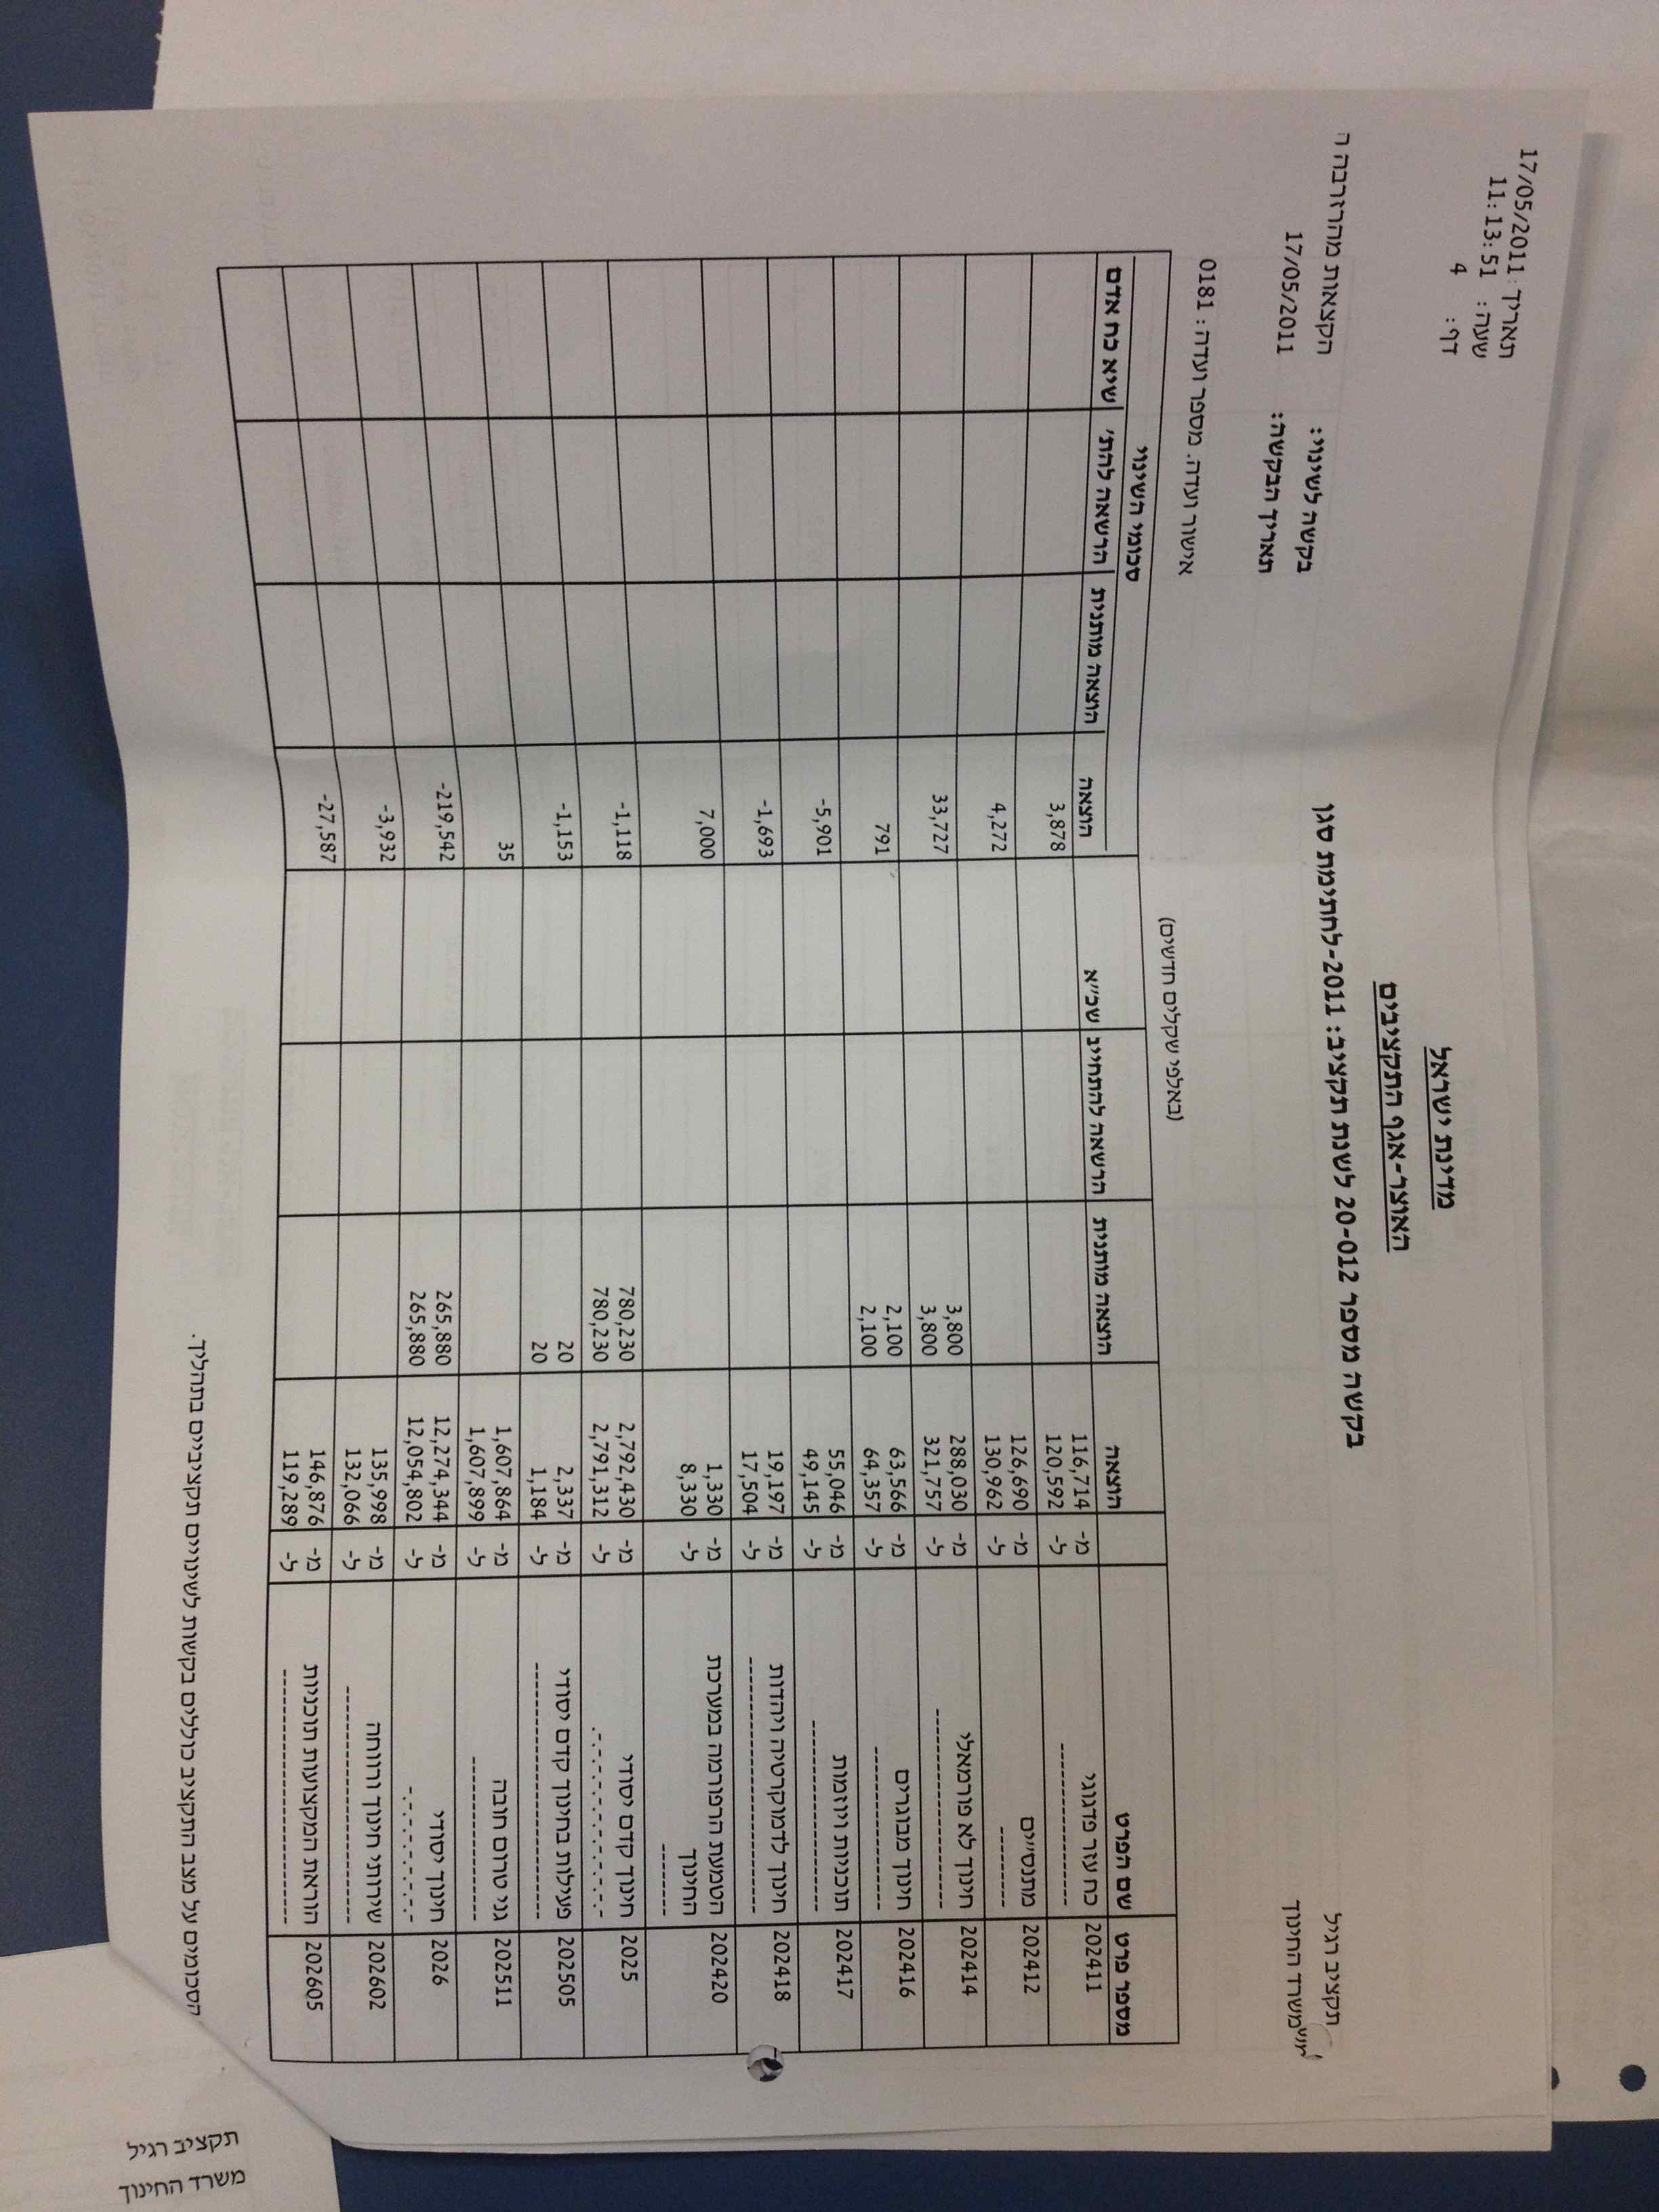 תאריך: 17/05/2011
שעה: 11:13:51
דף: 4
מדינת ישראל
האוצר-אגף התקציבים
בקשה מספר 20-012 לשנת תקציב: 2011-לחתימת סגן
תקציב רגיל
משרד החינוך
בקשה לשינוי: הקצאות מהרזרבה ה
תאריך הבקשה: 17/05/2011
אישור ועדה. מספר ועדה: 0181
(באלפי שקלים חדשים)
סכומי השינוי
מספר פרט שם הפרט הוצאה הוצאה מותנית הרשאה להתחייב שכ״א הוצאה הוצאה מותנית הרשאה להת׳ שיא כח אדם
202411 כח עזר פדגוגי מ- 116,714 3,878
ל- 120,592
202412 מתנסיים מ- 126,690 4,272
ל- 130,962
202414 חינוך לא פורמאלי מ- 288,030 3,800 33,727
ל- 321,757 3,800
202416 חינוך מבוגרים מ- 63,566 2,100 791
ל- 64,357 2,100
202417 תוכניות ויוזמות מ- 55,046 -5,901
ל- 49,145
202418 חינוך לדמוקרטיה ויהדות מ- 19,197 -1,693
ל- 17,504
202420 הטמעת הרפורמה במערכת מ- 1,330 7,000
החינוך ל- 8,330
2025 חינוך קדם יסודי מ- 2,792,430 780,230 -1,118
ל- 2,791,312 780,230
202505 פעילות בחינוך קדם יסודי מ- 2,337 20 -1,153
ל- 1,184 20
202511 גני טרום חובה מ- 1,607,864 35
ל- 1,607,899
2026 חינוך יסודי מ- 12,274,344 265,880 -219,542
ל- 12,054,802 265,880
202602 שירותי חינוך ורווחה מ- 135,998 -3,932
ל- 132,066
202605 הוראת המקצועות תוכניות מ- 146,876 -27,587
ל- 119,289
הסכומים על מצב התקציב כוללים בקשות לשינויים תקציביים בתהליך.
תקציב רגיל
משרד החינוך